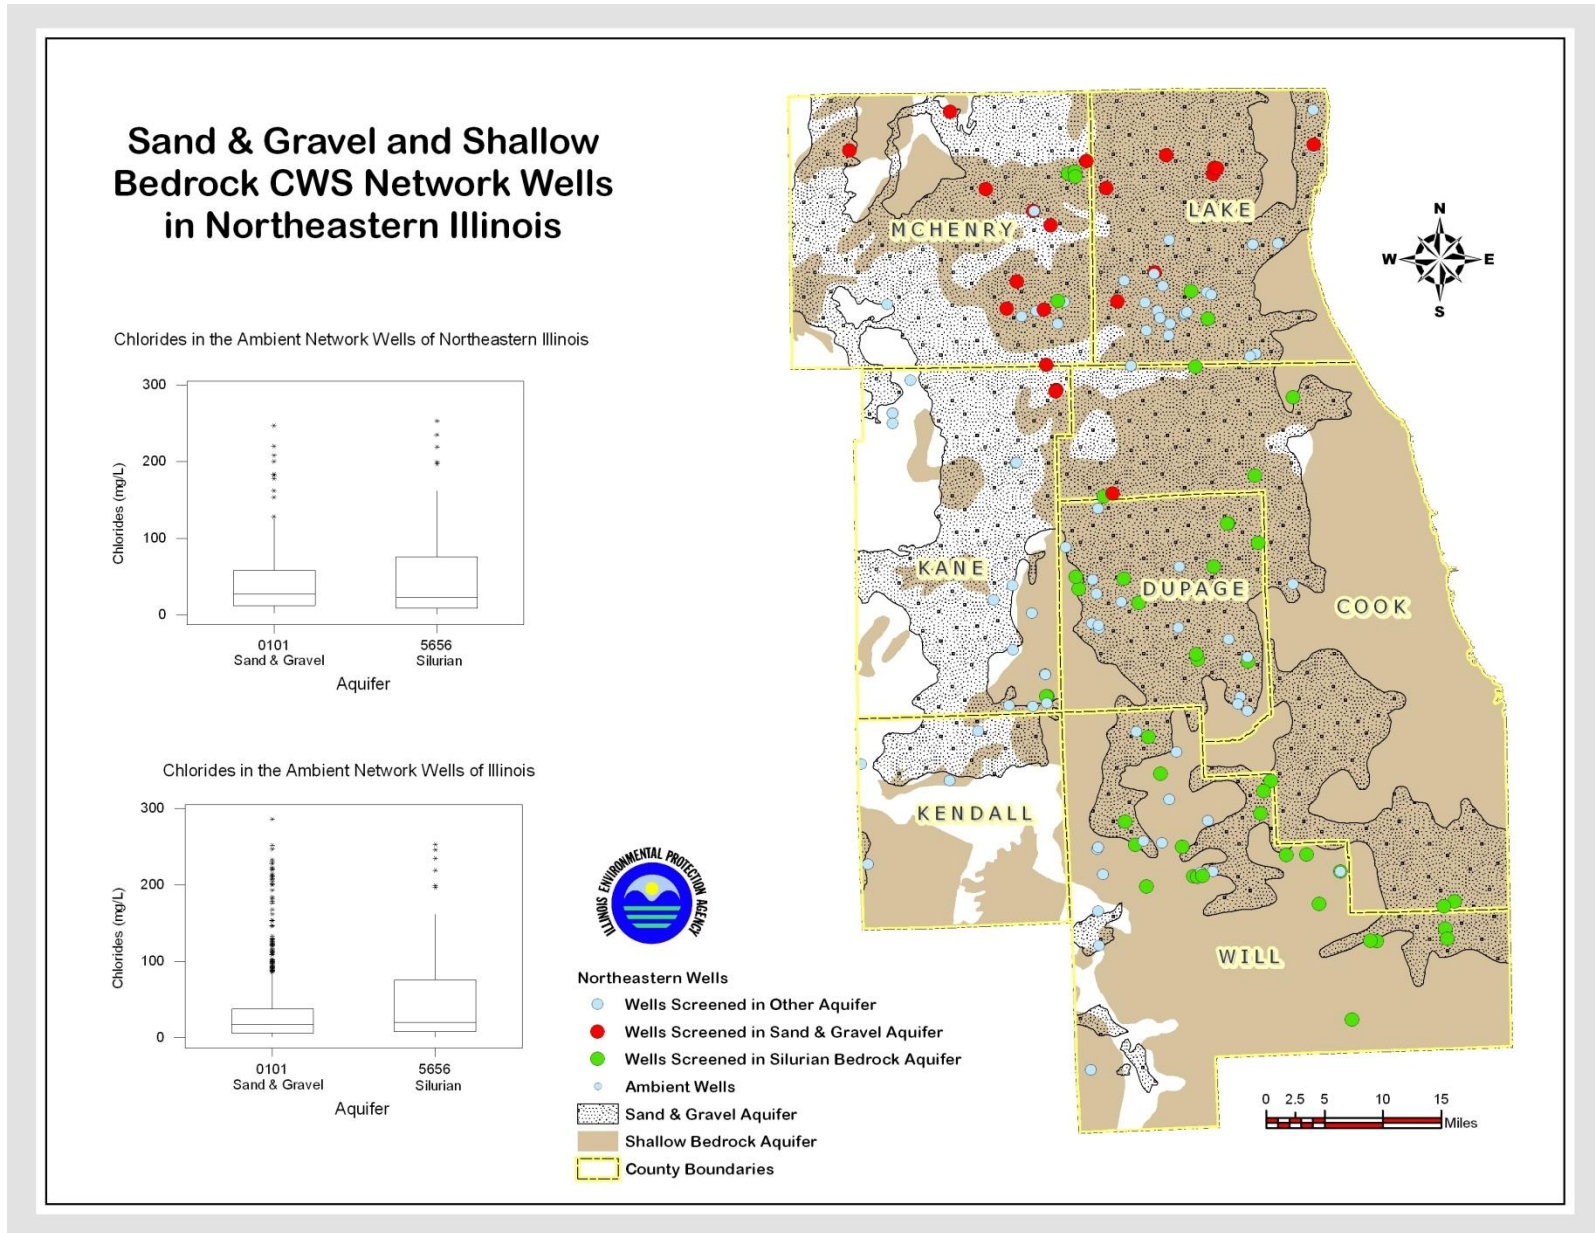 Sand & Gravel and Shallow
Bedrock CWS Network Wells
in Northeastern Illinois
Chlorides in the Ambient Network Wells of Northeastern Illinois
300
200
100
0
Chlorides (mg/L)
0101
Sand & Gravel
5656
Silurian
Aquifer
Chlorides in the Ambient Network Wells of Illinois
300
200
100
0
Chlorides (mg/L)
0101
Sand & Gravel
5656
Silurian
Aquifer
MCHENRY
LAKE
KANE
DUPAGE
COOK
KENDALL
WILL
N
W
E
S
ILLINOIS ENVIRONMENTAL PROTECTION AGENCY
Northeastern Wells
Wells Screened in Other Aquifer
Wells Screened in Sand & Gravel Aquifer
Wells Screened in Silurian Bedrock Aquifer
Ambient Wells
Sand & Gravel Aquifer
Shallow Bedrock Aquifer
County Boundaries
0 2.5 5 10 15
Miles